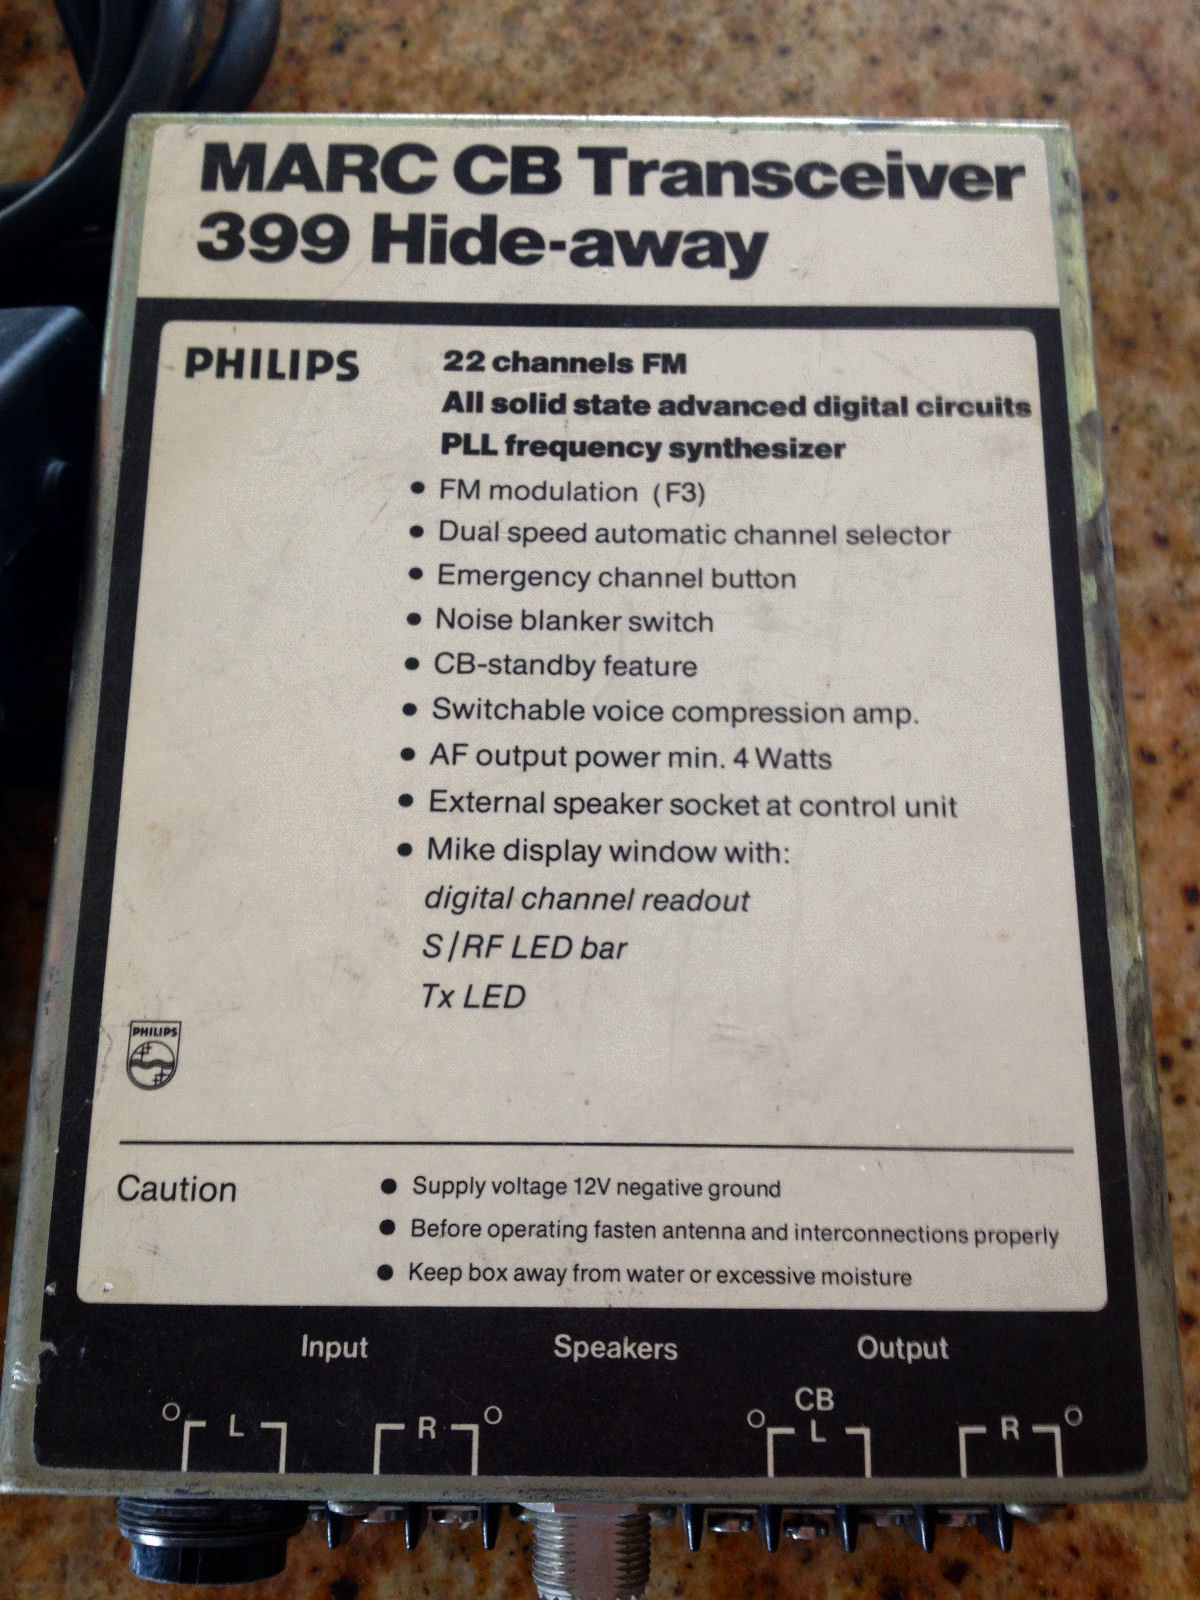 MARC CB Transceiver
399 Hide-away
PHILIPS
22 channels FM
All solid state advanced digital circuits
PLL frequency synthesizer
• FM modulation (F3)
• Dual speed automatic channel selector
• Emergency channel button
• Noise blanker switch
• CB-standby feature
• Switchable voice compression amp.
• AF output power min. 4 Watts
• External speaker socket at control unit
• Mike display window with:
digital channel readout
S/RF LED bar
Tx LED
PHILIPS
Caution
• Supply voltage 12V negative ground
• Before operating fasten antenna and interconnections properly
• Keep box away from water or excessive moisture
Input Speakers Output
CB
L R L R